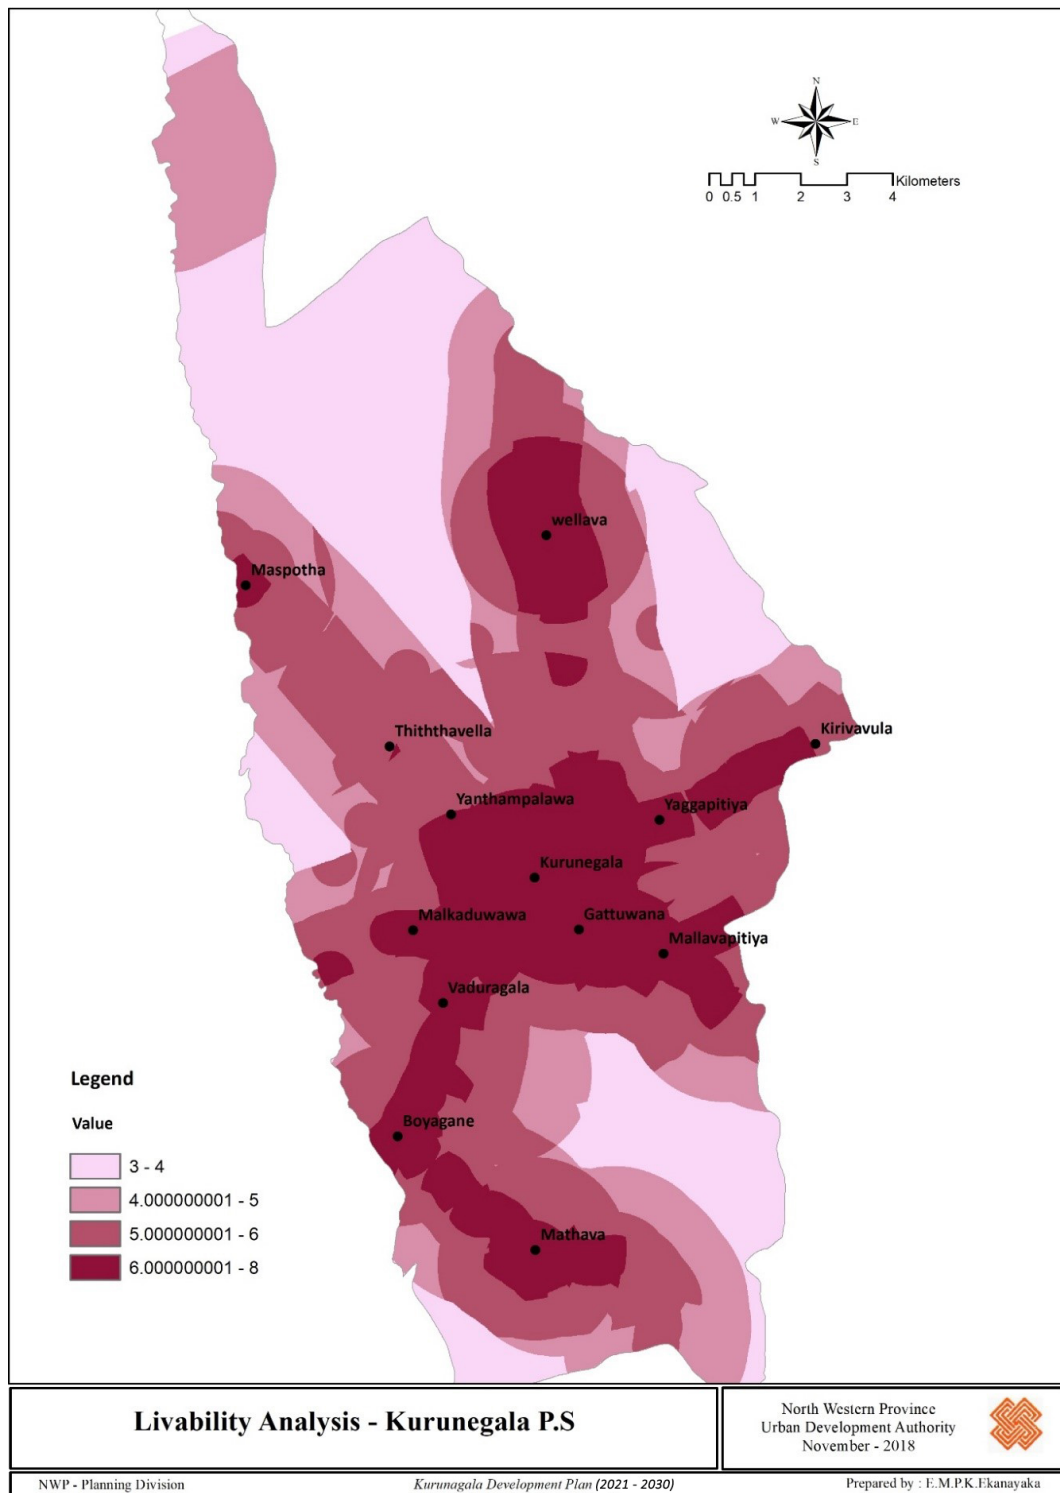 N
W
E
S
Kilometers
0 0.5 1 2 3 4
wellava
Maspotha
Kirivavula
Thiththavella
Yanthampalawa
Yaggapitiya
Kurunegala
Malkaduwawa
Gattuwana
Mallavapitiya
Vaduragala
Boyagane
Mathava
Legend
Value
3 - 4
4.000000001 - 5
5.000000001 - 6
6.000000001 - 8
Livability Analysis - Kurunegala P.S
North Western Province
Urban Development Authority
November - 2018
NWP - Planning Division
Kurunagala Development Plan (2021 - 2030)
Prepared by : E.M.P.K.Ekanayaka